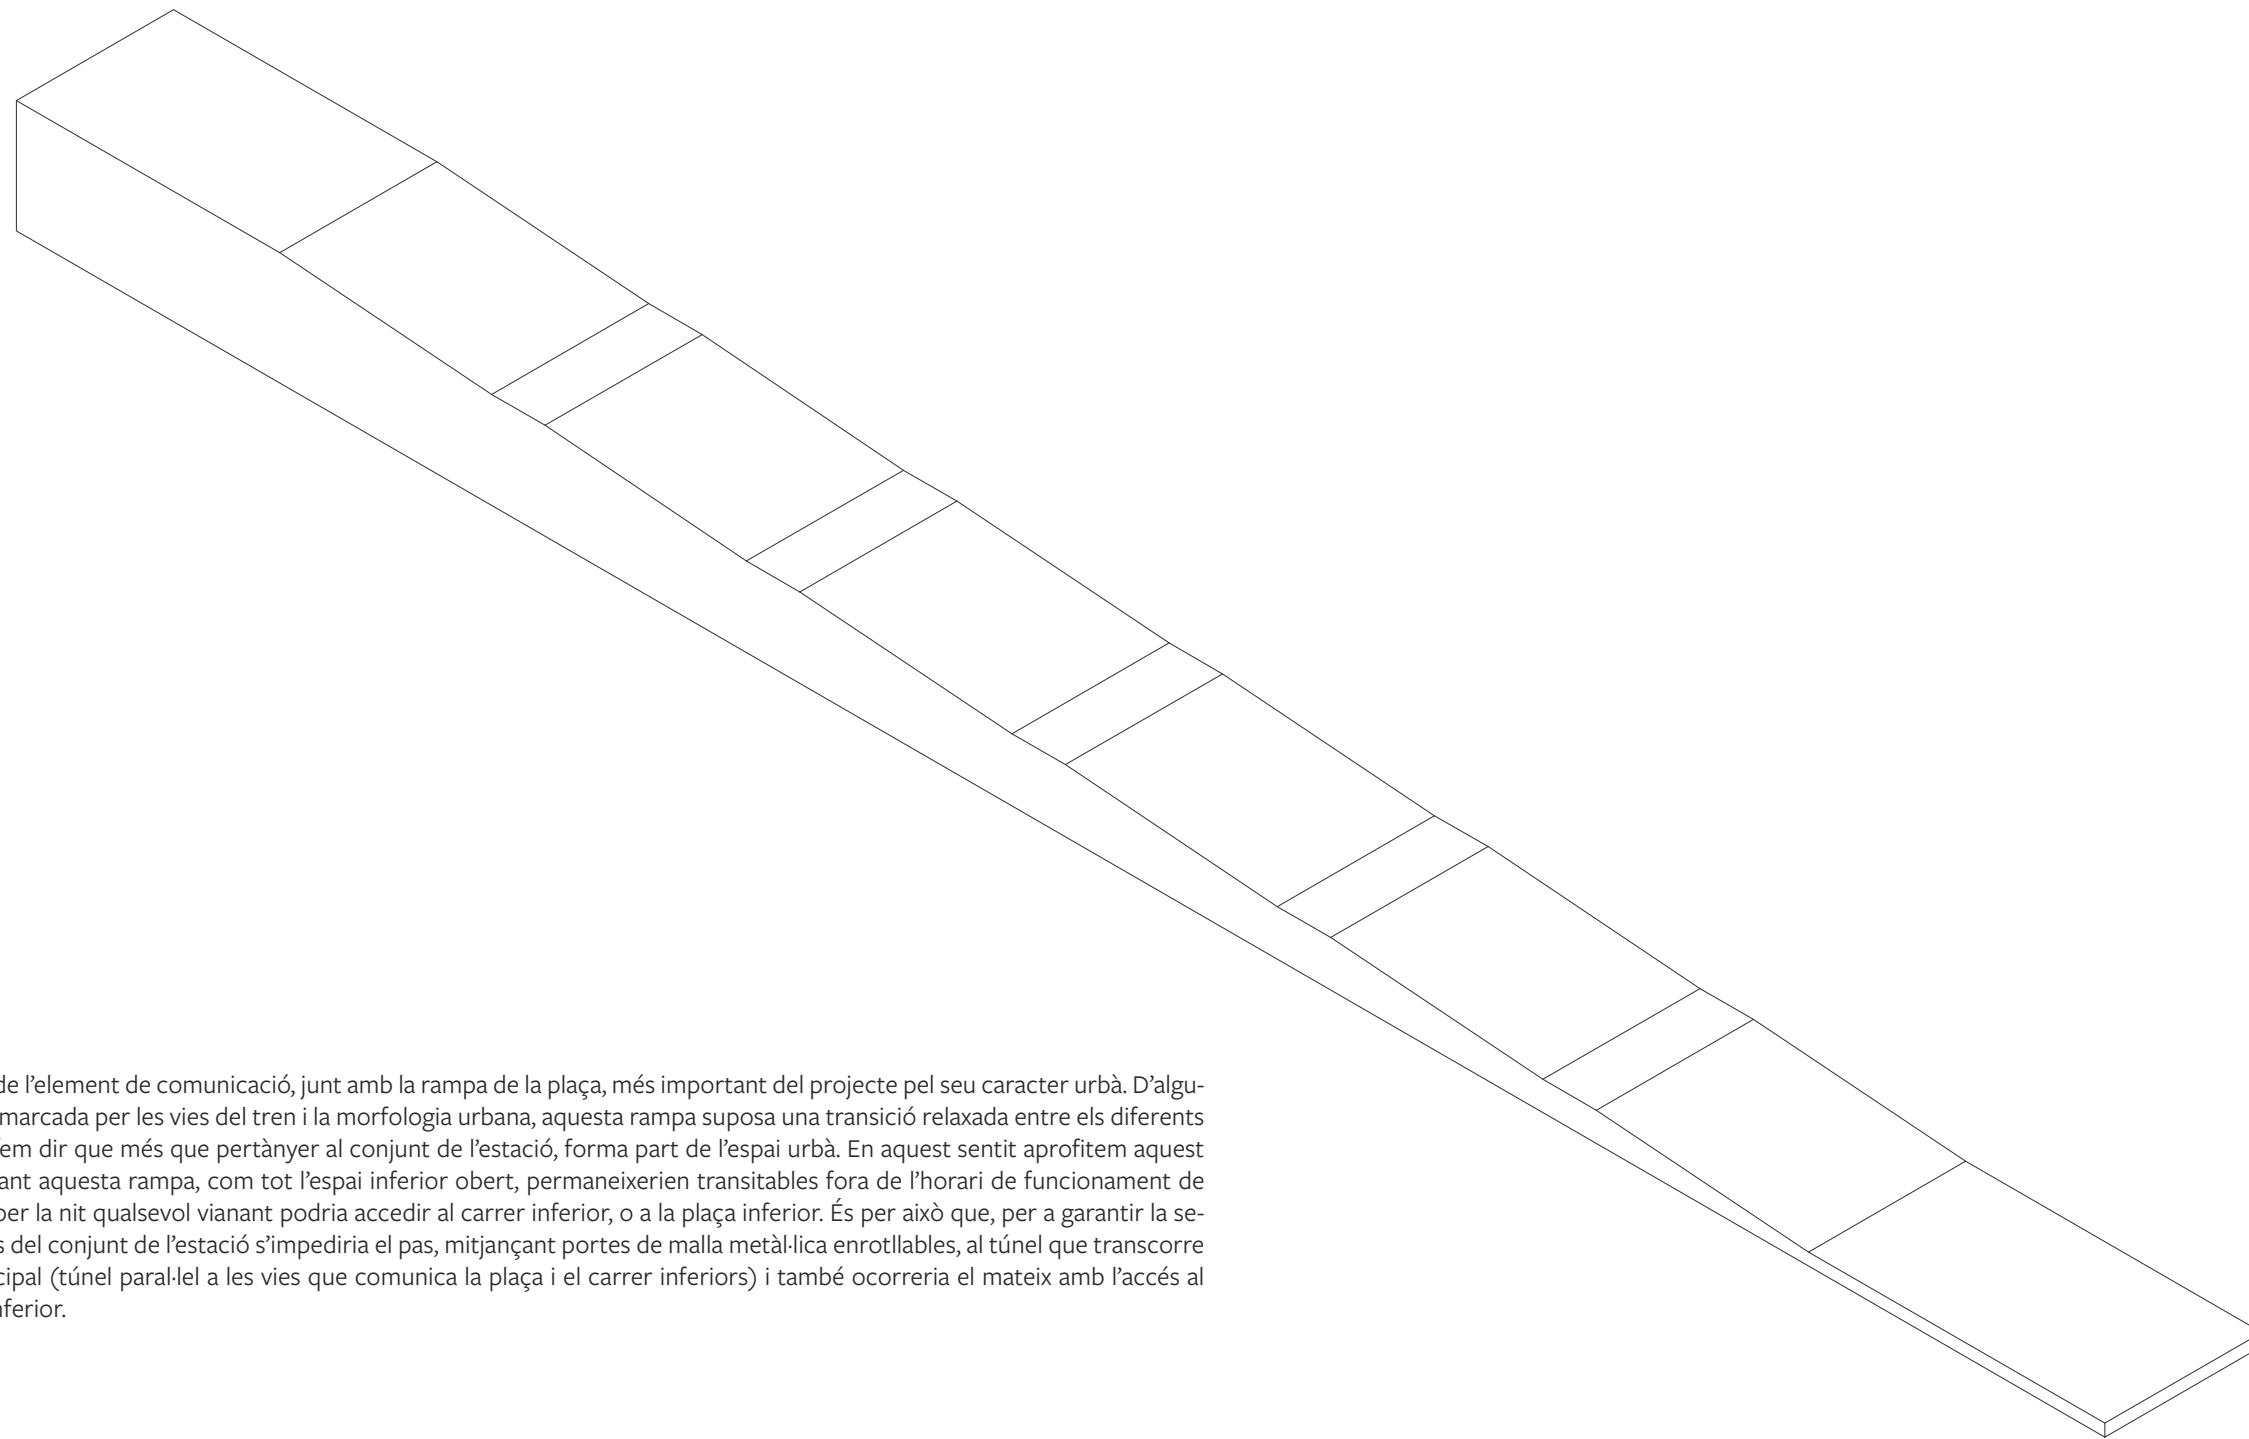 de l’element de comunicació, junt amb la rampa de la plaça, més important del projecte pel seu caracter urbà. D’algu-
marcada per les vies del tren i la morfologia urbana, aquesta rampa suposa una transició relaxada entre els diferents
em dir que més que pertànyer al conjunt de l’estació, forma part de l’espai urbà. En aquest sentit aprofitem aquest
ant aquesta rampa, com tot l’espai inferior obert, permaneixerien transitables fora de l’horari de funcionament de
per la nit qualsevol vianant podria accedir al carrer inferior, o a la plaça inferior. És per això que, per a garantir la se-
s del conjunt de l’estació s’impediria el pas, mitjançant portes de malla metàl·lica enrotllables, al túnel que transcorre
cipal (túnel paral·lel a les vies que comunica la plaça i el carrer inferiors) i també ocorreria el mateix amb l’accés al
nferior.